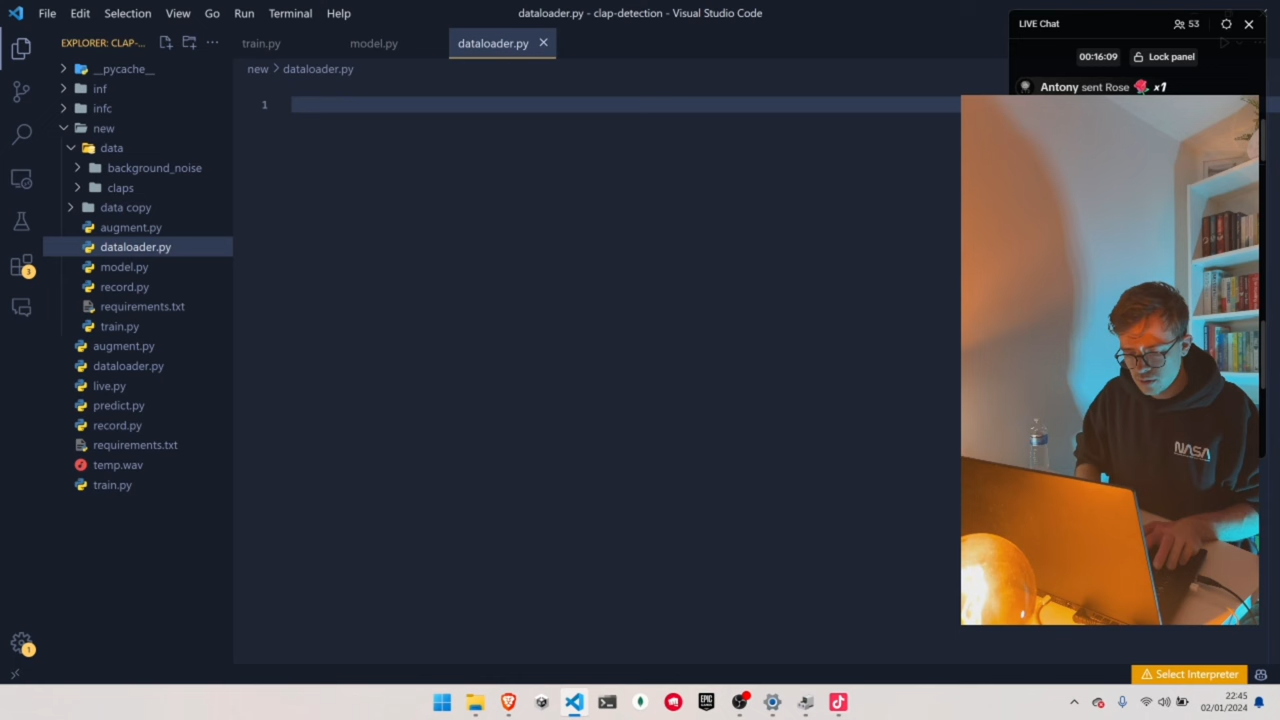 File Edit Selection View Go Run Terminal Help
dataloader.py - clap-detection - Visual Studio Code
EXPLORER: CLAP-...
train.py
model.py
dataloader.py
new > dataloader.py
1
__pycache__
inf
infc
new
data
background_noise
claps
data copy
augment.py
dataloader.py
model.py
record.py
requirements.txt
train.py
augment.py
dataloader.py
live.py
predict.py
record.py
requirements.txt
temp.wav
train.py
3
1
LIVE Chat
53
00:16:09
Lock panel
Antony sent Rose x1
NASA
Select Interpreter
EPIC
GAMES
22:45
02/01/2024